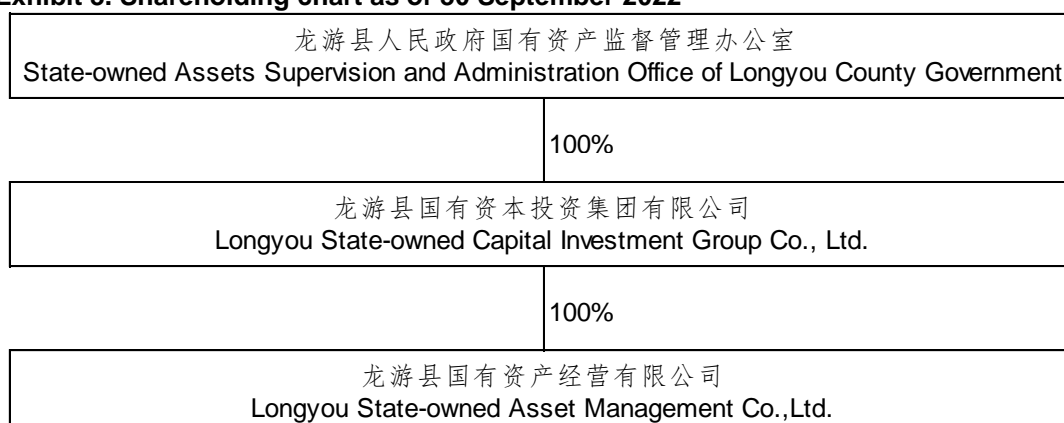 Exhibit 3. Shareholding chart as of 30 September 2022
龙游县人民政府国有资产监督管理办公室
State-owned Assets Supervision and Administration Office of Longyou County Government
100%
龙游县国有资本投资集团有限公司
Longyou State-owned Capital Investment Group Co., Ltd.
100%
龙游县国有资产经营有限公司
Longyou State-owned Asset Management Co.,Ltd.